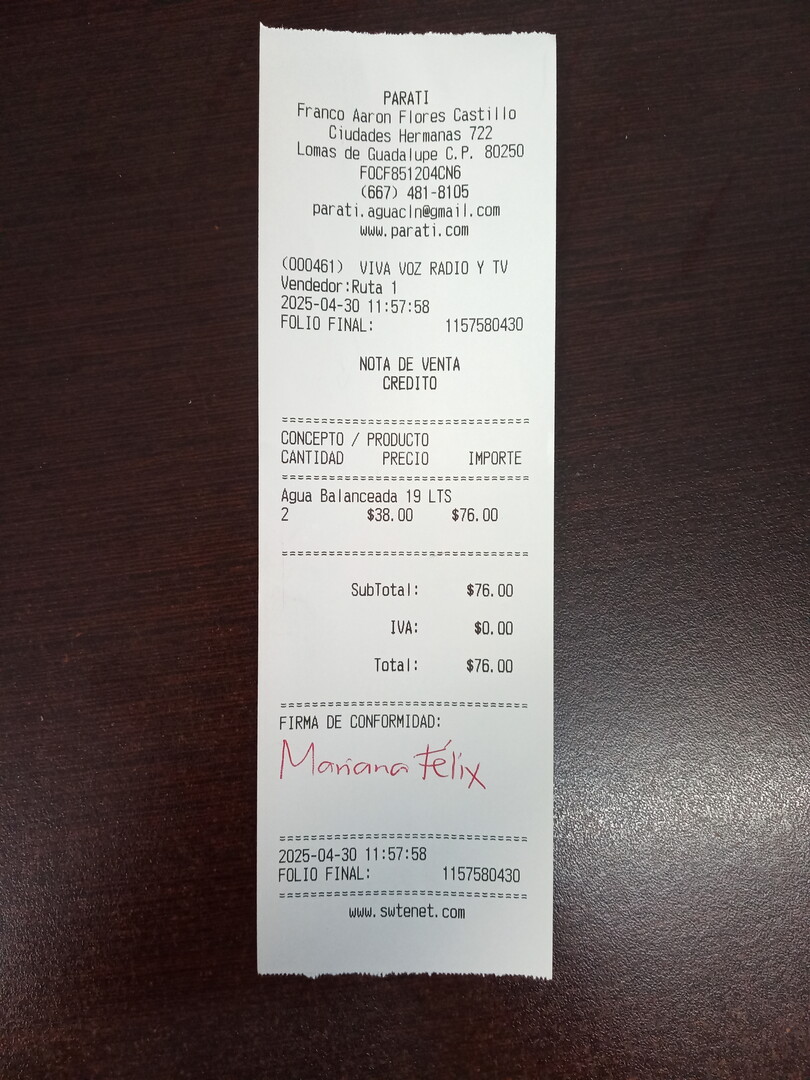 PARATI
Franco Aaron Flores Castillo
Ciudades Hermanas 722
Lomas de Guadalupe C.P. 80250
FOCF851204CN6
(667) 481-8105
parati.aguacln@gmail.com
www.parati.com
(000461) VIVA VOZ RADIO Y TV
Vendedor:Ruta 1
2025-04-30 11:57:58
FOLIO FINAL: 1157580430
NOTA DE VENTA
CREDITO
================================
CONCEPTO / PRODUCTO
CANTIDAD PRECIO IMPORTE
================================
Agua Balanceada 19 LTS
2 $38.00 $76.00
================================
SubTotal: $76.00
IVA: $0.00
Total: $76.00
================================
FIRMA DE CONFORMIDAD:
Mariana Félix
================================
2025-04-30 11:57:58
FOLIO FINAL: 1157580430
================================
www.swtenet.com